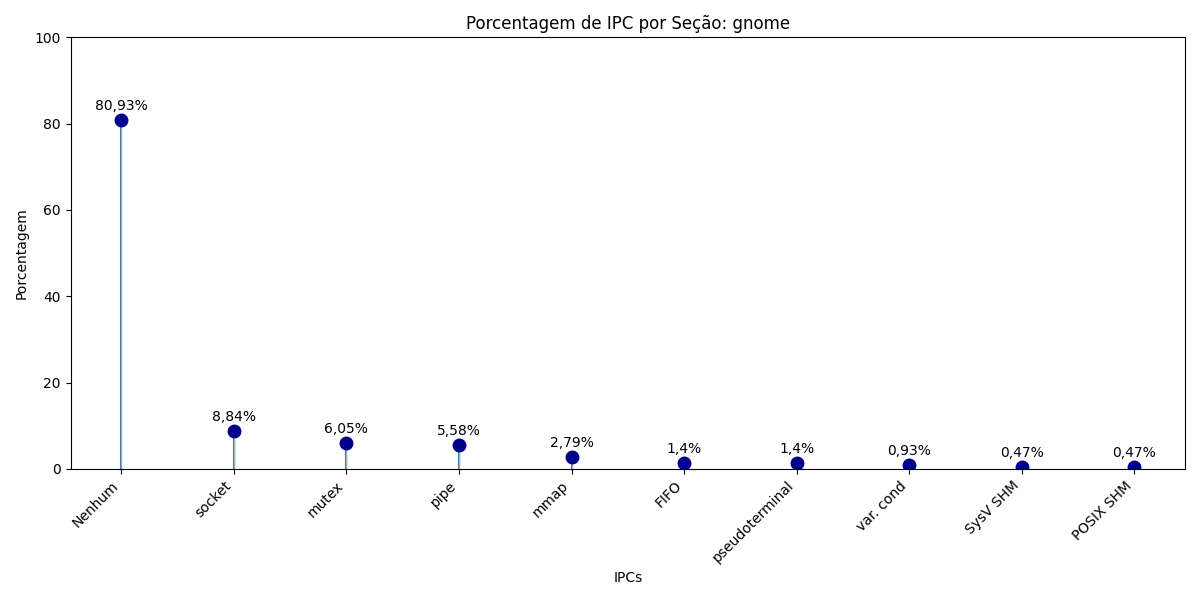 Porcentagem de IPC por Seção: gnome
100
80
60
40
20
0
Porcentagem
80,93%
8,84%
6,05%
5,58%
2,79%
1,4%
1,4%
0,93%
0,47%
0,47%
Nenhum
socket
mutex
pipe
mmap
FIFO
pseudoterminal
var. cond
SysV SHM
POSIX SHM
IPCs